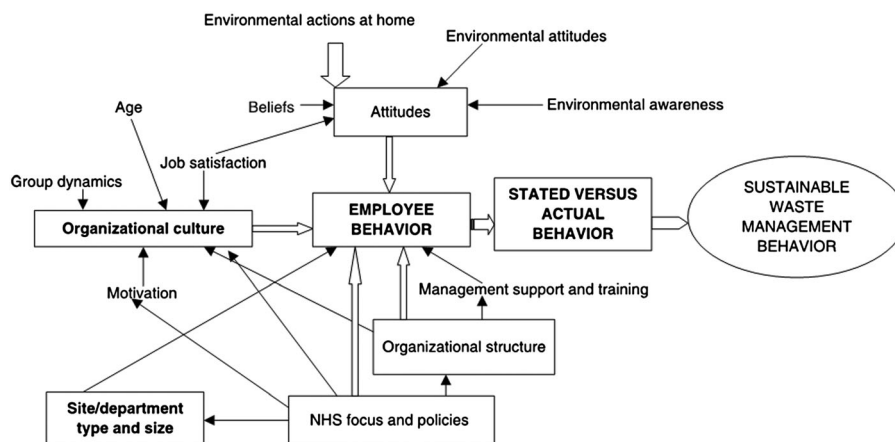 Environmental actions at home
Environmental attitudes
Beliefs
Attitudes
Environmental awareness
Age
Job satisfaction
Group dynamics
Organizational culture
EMPLOYEE
BEHAVIOR
STATED VERSUS
ACTUAL
BEHAVIOR
SUSTAINABLE
WASTE
MANAGEMENT
BEHAVIOR
Motivation
Management support and training
Organizational structure
Site/department
type and size
NHS focus and policies